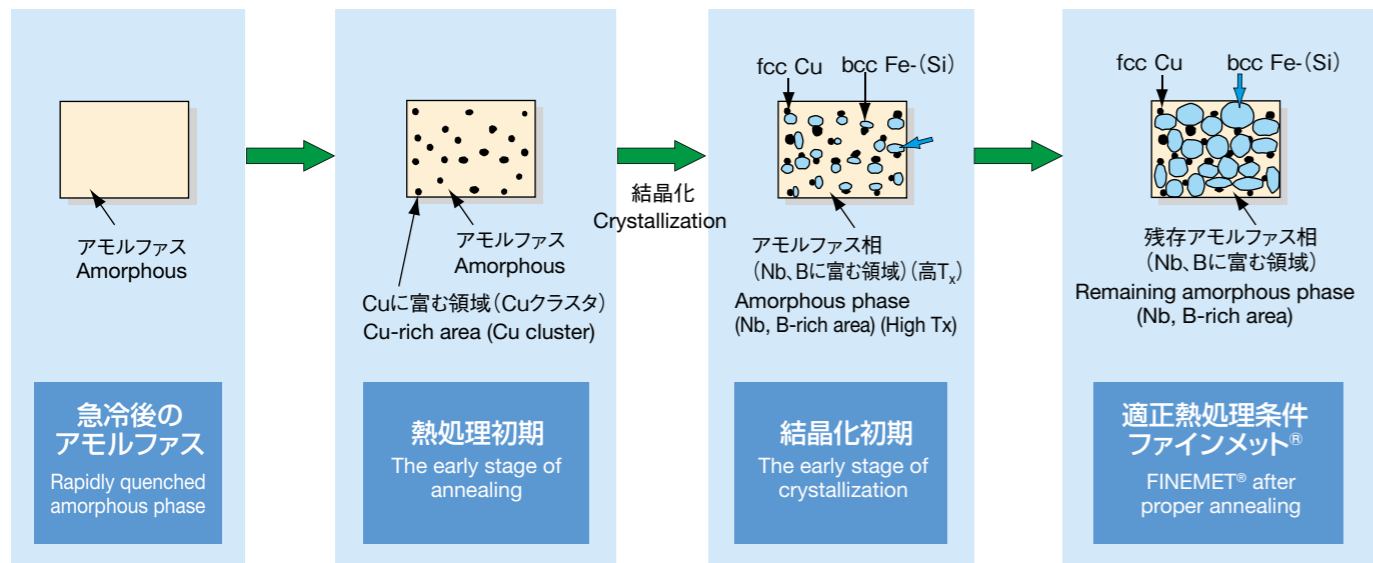 アモルファス
Amorphous
急冷後の
アモルファス
Rapidly quenched
amorphous phase
アモルファス
Amorphous
Cuに富む領域（Cuクラスタ）
Cu-rich area (Cu cluster)
熱処理初期
The early stage of
annealing
結晶化
Crystallization
fcc Cu
bcc Fe-（Si）
アモルファス相
（Nb、Bに富む領域）（高Tx）
Amorphous phase
(Nb, B-rich area) (High Tx)
結晶化初期
The early stage of
crystallization
fcc Cu
bcc Fe-（Si）
残存アモルファス相
（Nb、Bに富む領域）
Remaining amorphous phase
(Nb, B-rich area)
適正熱処理条件
ファインメット®
FINEMET® after
proper annealing